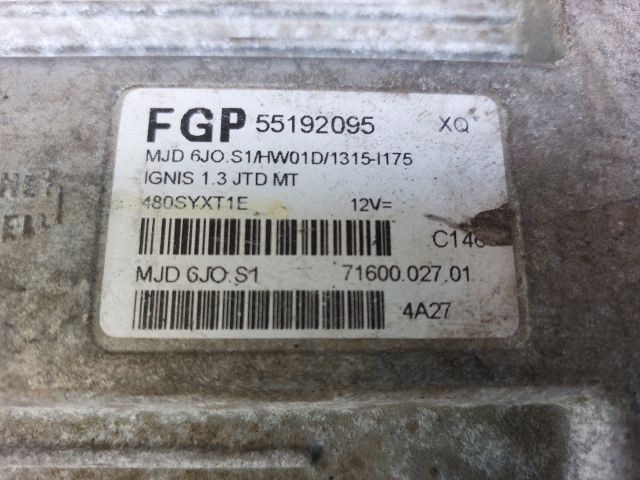 FGP 55192095 XQ
MJD 6JO.S1/HW01D/1315-I175
IGNIS 1.3 JTD MT
480SYXT1E 12V=
MJD 6JO.S1 71600.027.01
4A27